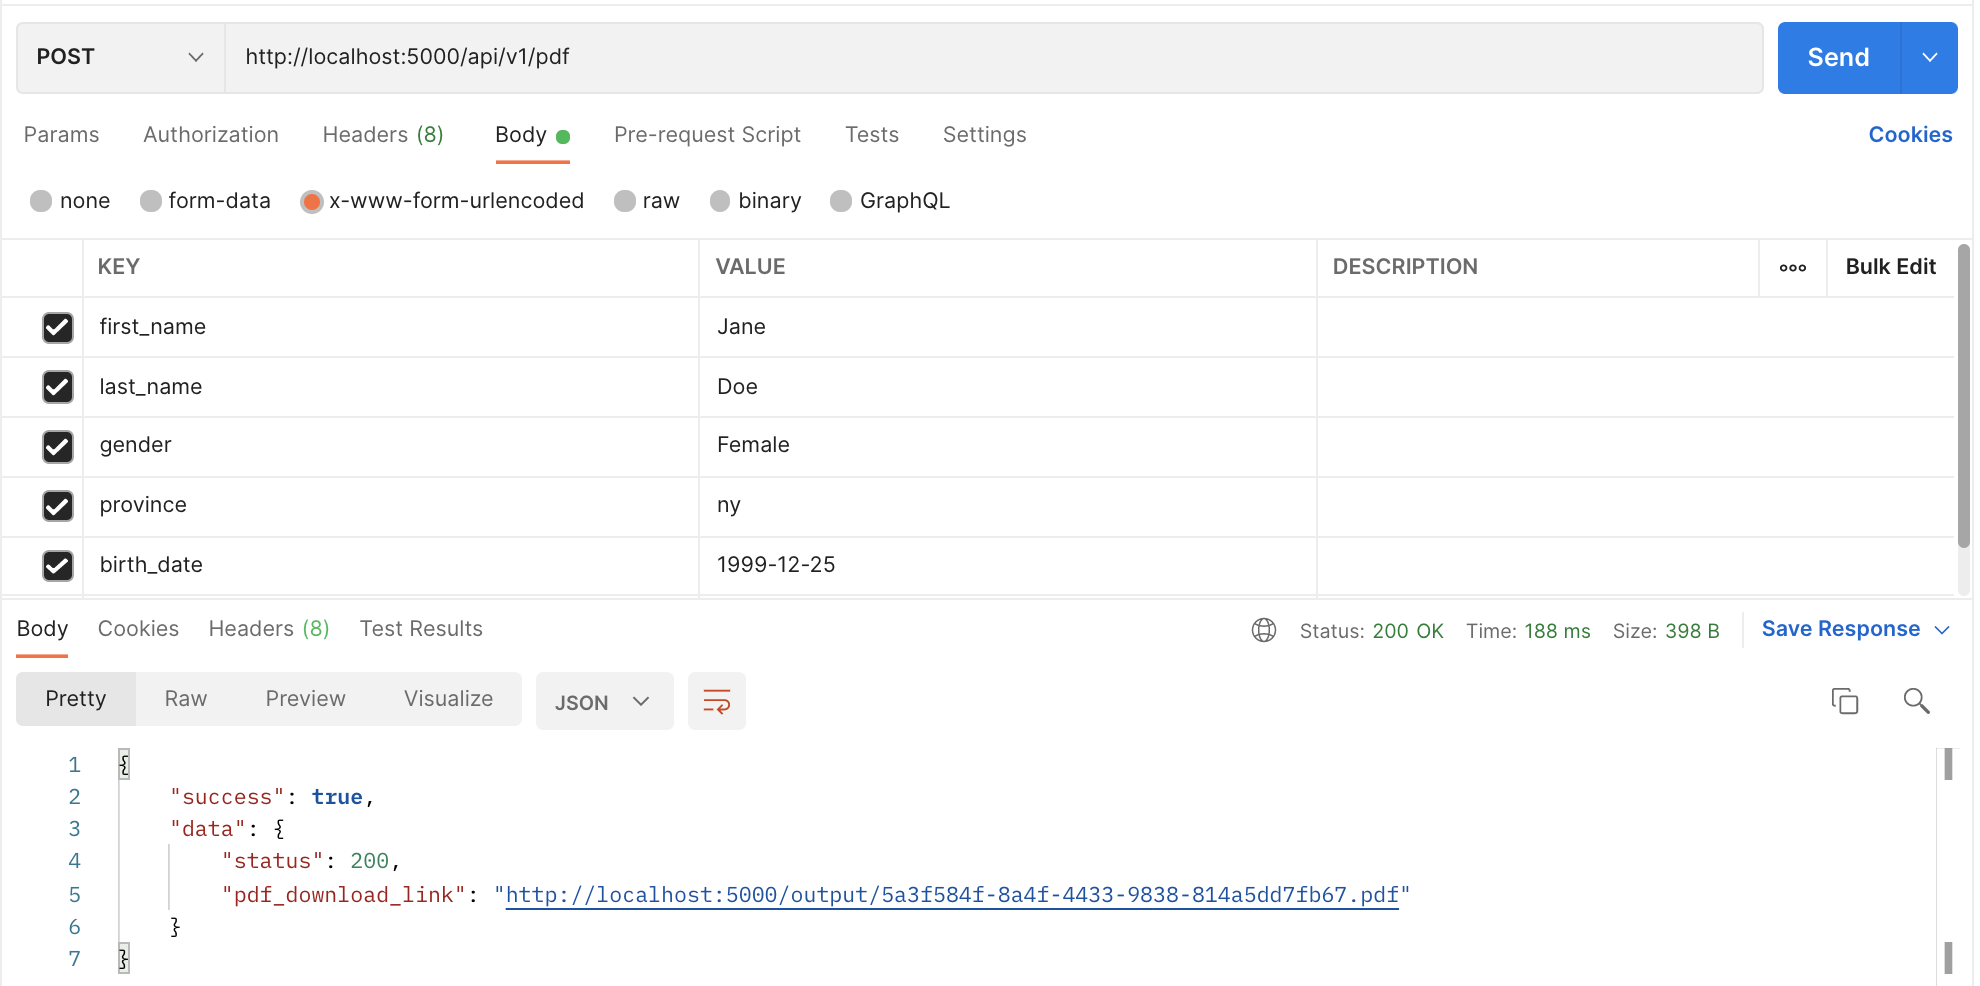 POST http://localhost:5000/api/v1/pdf Send
Params Authorization Headers (8) Body Pre-request Script Tests Settings Cookies
none form-data x-www-form-urlencoded raw binary GraphQL
KEY VALUE DESCRIPTION Bulk Edit
first_name Jane
last_name Doe
gender Female
province ny
birth_date 1999-12-25
Body Cookies Headers (8) Test Results Status: 200 OK Time: 188 ms Size: 398 B Save Response
Pretty Raw Preview Visualize JSON
1 {
2 "success": true,
3 "data": {
4 "status": 200,
5 "pdf_download_link": "http://localhost:5000/output/5a3f584f-8a4f-4433-9838-814a5dd7fb67.pdf"
6 }
7 }